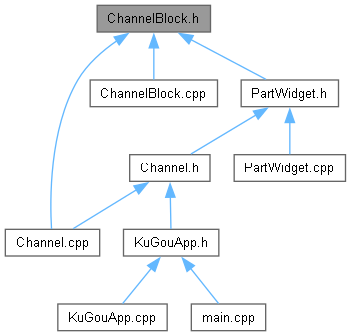 ChannelBlock.h
ChannelBlock.cpp
PartWidget.h
Channel.h
PartWidget.cpp
Channel.cpp
KuGouApp.h
KuGouApp.cpp
main.cpp